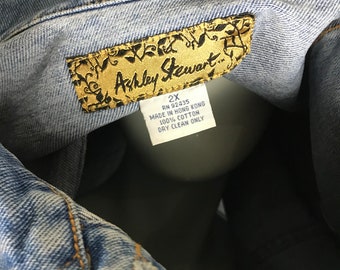 Ashley Stewart
2X
RN 92435
MADE IN HONG KONG
100% COTTON
DRY CLEAN ONLY